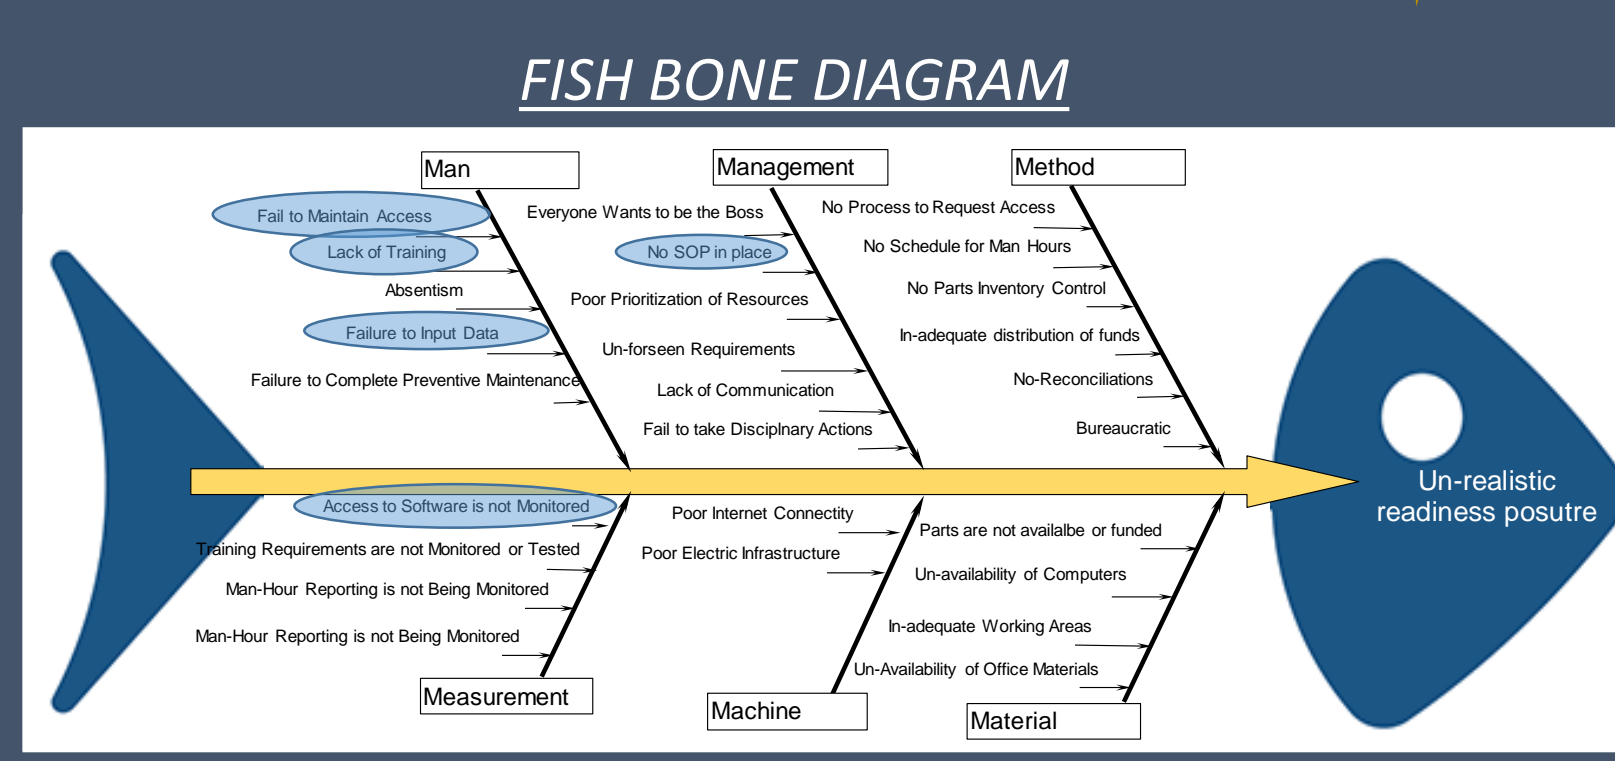 FISH BONE DIAGRAM
Man
Fail to Maintain Access
Lack of Training
Absentism
Failure to Input Data
Failure to Complete Preventive Maintenance
Management
Everyone Wants to be the Boss
No SOP in place
Poor Prioritization of Resources
Un-forseen Requirements
Lack of Communication
Fail to take Disciplnary Actions
Method
No Process to Request Access
No Schedule for Man Hours
No Parts Inventory Control
In-adequate distribution of funds
No-Reconciliations
Bureaucratic
Un-realistic
readiness posutre
Access to Software is not Monitored
Training Requirements are not Monitored or Tested
Man-Hour Reporting is not Being Monitored
Man-Hour Reporting is not Being Monitored
Measurement
Poor Internet Connectity
Poor Electric Infrastructure
Machine
Parts are not availalbe or funded
Un-availability of Computers
In-adequate Working Areas
Un-Availability of Office Materials
Material